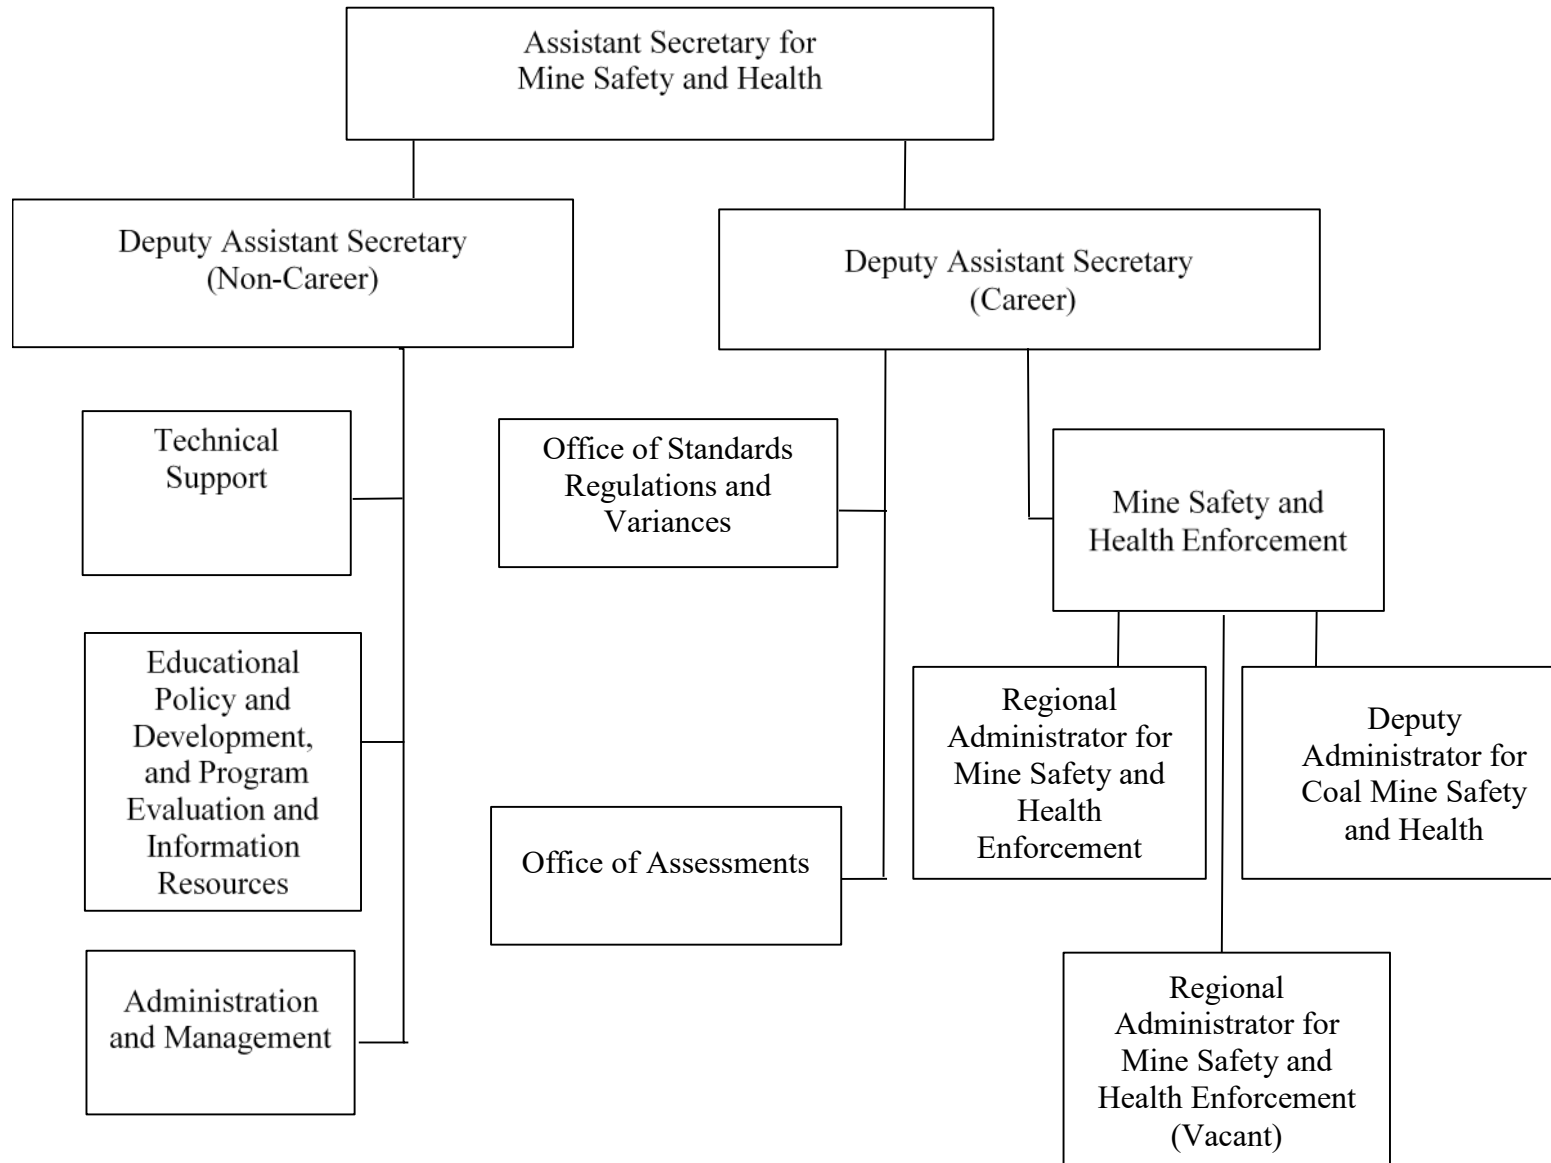 Assistant Secretary for
Mine Safety and Health
Deputy Assistant Secretary
(Non-Career)
Deputy Assistant Secretary
(Career)
Technical
Support
Office of Standards
Regulations and
Variances
Mine Safety and
Health Enforcement
Educational
Policy and
Development,
and Program
Evaluation and
Information
Resources
Regional
Administrator for
Mine Safety and
Health
Enforcement
Deputy
Administrator for
Coal Mine Safety
and Health
Office of Assessments
Administration
and Management
Regional
Administrator for
Mine Safety and
Health Enforcement
(Vacant)